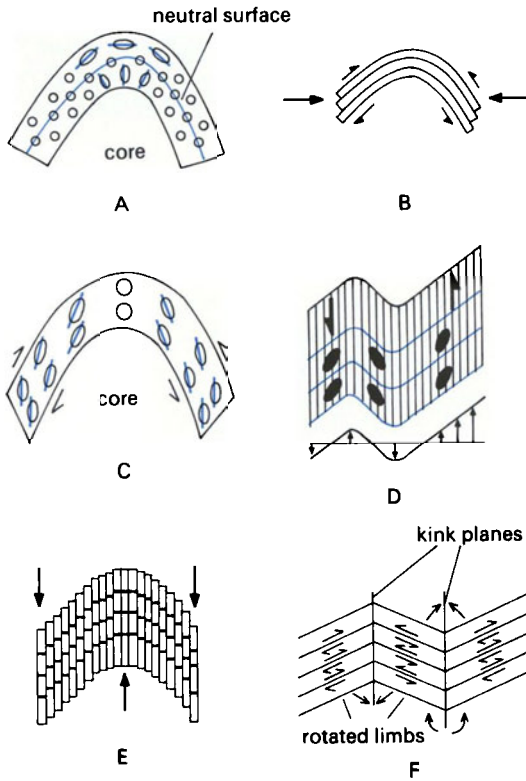 neutral surface
core
A
B
core
C
D
kink planes
E
rotated limbs
F